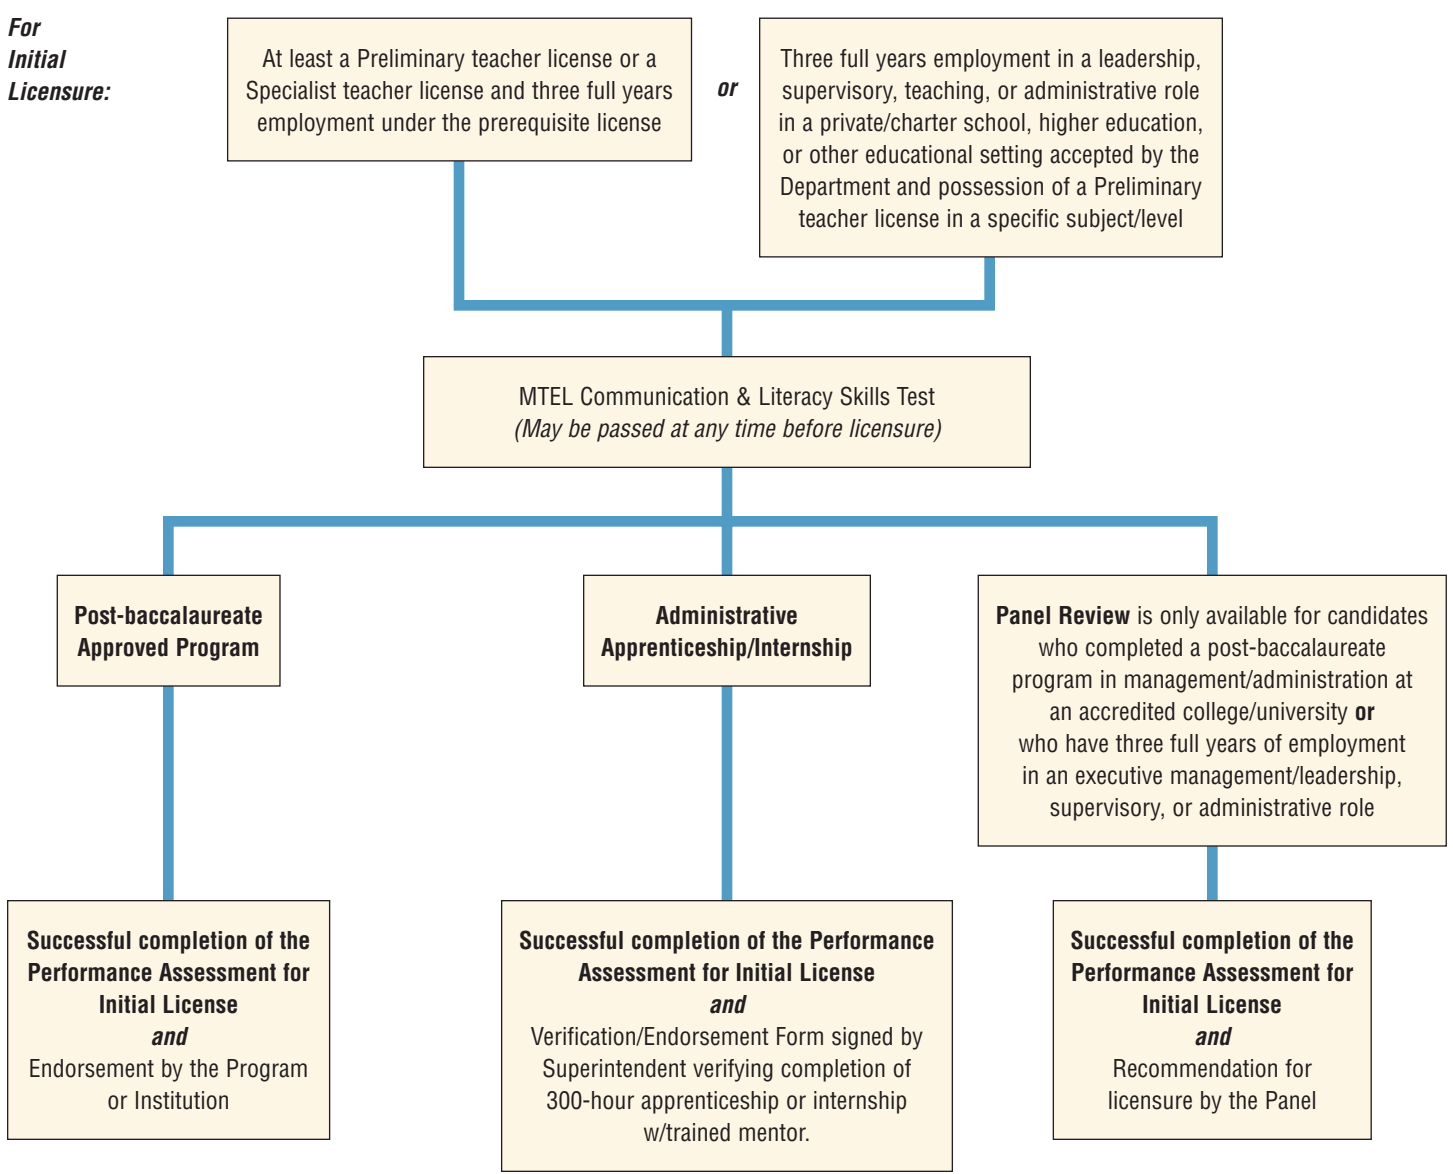 For
Initial
Licensure:
At least a Preliminary teacher license or a
Specialist teacher license and three full years
employment under the prerequisite license
or
Three full years employment in a leadership,
supervisory, teaching, or administrative role
in a private/charter school, higher education,
or other educational setting accepted by the
Department and possession of a Preliminary
teacher license in a specific subject/level
MTEL Communication & Literacy Skills Test
(May be passed at any time before licensure)
Post-baccalaureate
Approved Program
Administrative
Apprenticeship/Internship
Panel Review is only available for candidates
who completed a post-baccalaureate
program in management/administration at
an accredited college/university or
who have three full years of employment
in an executive management/leadership,
supervisory, or administrative role
Successful completion of the
Performance Assessment for
Initial License
and
Endorsement by the Program
or Institution
Successful completion of the Performance
Assessment for Initial License
and
Verification/Endorsement Form signed by
Superintendent verifying completion of
300-hour apprenticeship or internship
w/trained mentor.
Successful completion of the
Performance Assessment for
Initial License
and
Recommendation for
licensure by the Panel